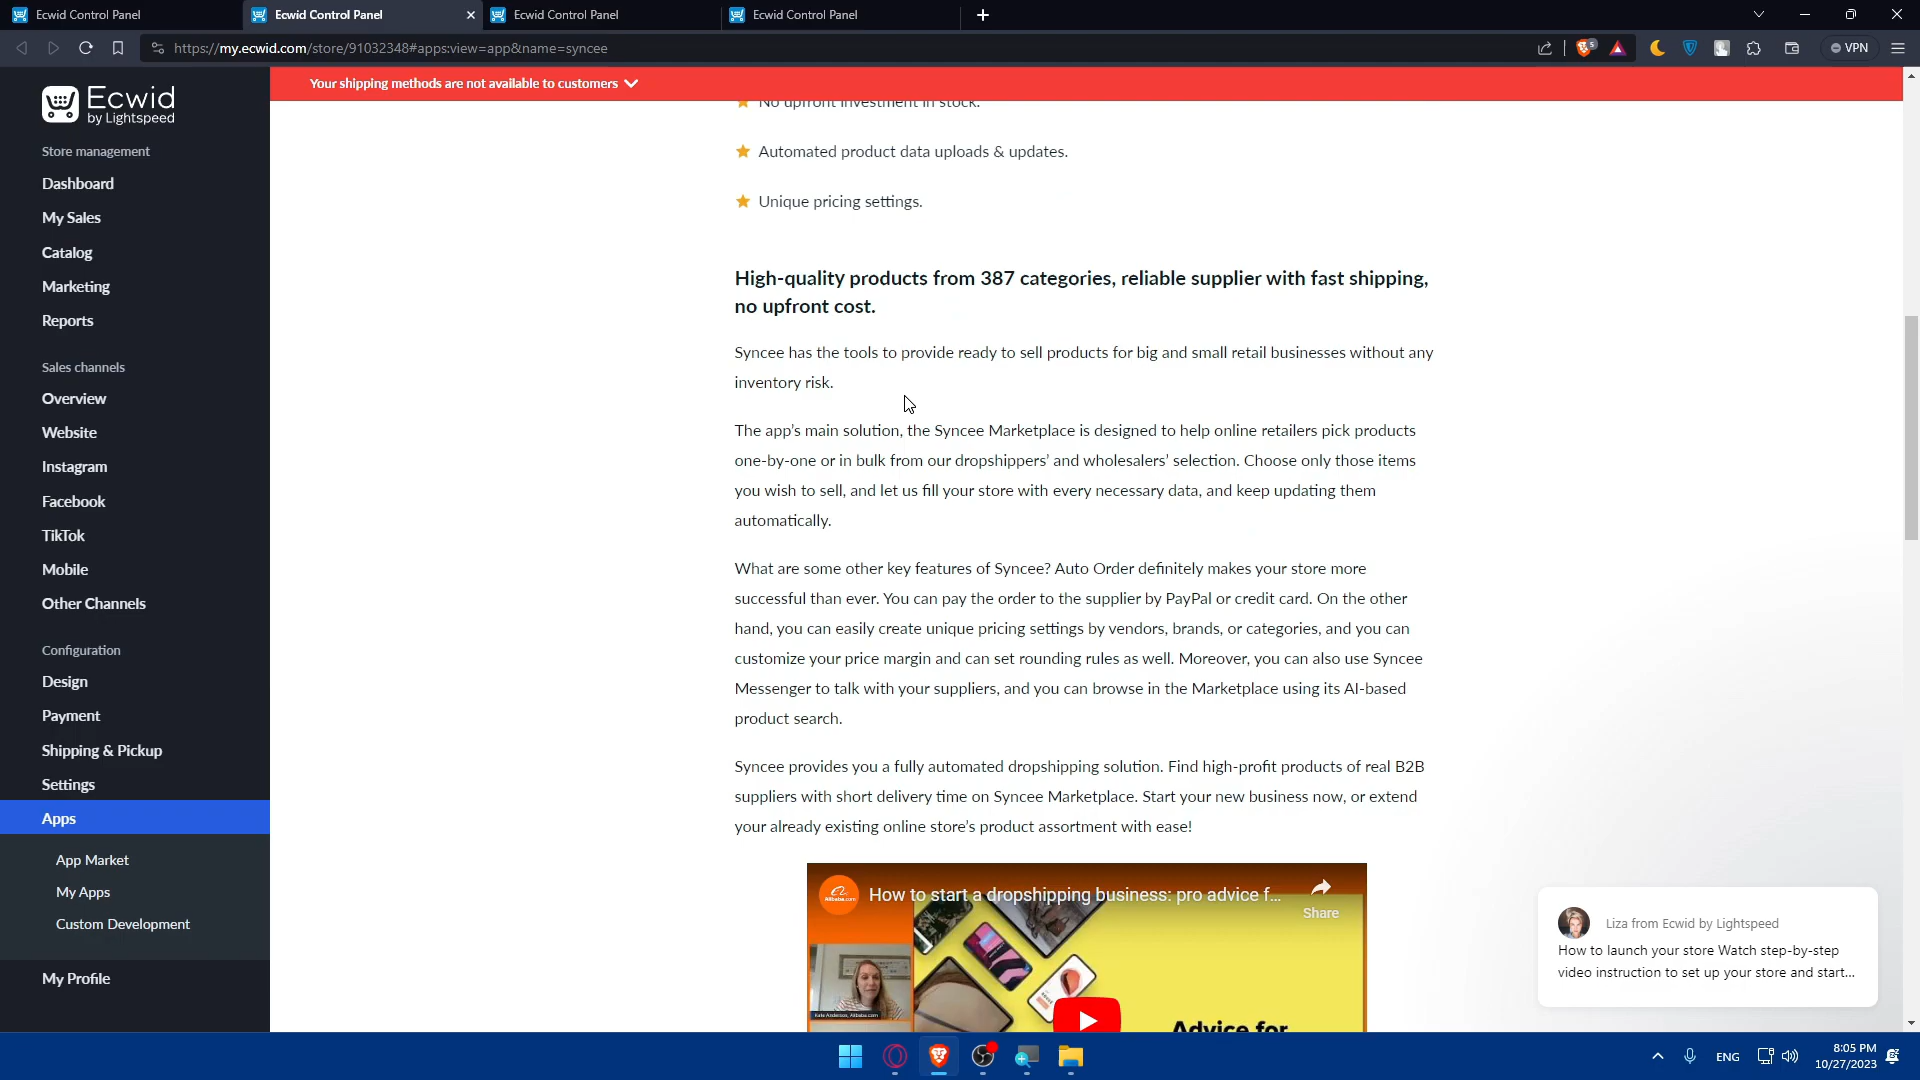 Ecwid Control Panel
Ecwid Control Panel
Ecwid Control Panel
Ecwid Control Panel
https://my.ecwid.com/store/91032348#apps:view=app&name=syncee
5
VPN
Ecwid
by Lightspeed
Store management
Dashboard
My Sales
Catalog
Marketing
Reports
Sales channels
Overview
Website
Instagram
Facebook
TikTok
Mobile
Other Channels
Configuration
Design
Payment
Shipping & Pickup
Settings
Apps
App Market
My Apps
Custom Development
My Profile
Your shipping methods are not available to customers
No upfront investment in stock.
Automated product data uploads & updates.
Unique pricing settings.
High-quality products from 387 categories, reliable supplier with fast shipping,
no upfront cost.
Syncee has the tools to provide ready to sell products for big and small retail businesses without any
inventory risk.
The app's main solution, the Syncee Marketplace is designed to help online retailers pick products
one-by-one or in bulk from our dropshippers' and wholesalers' selection. Choose only those items
you wish to sell, and let us fill your store with every necessary data, and keep updating them
automatically.
What are some other key features of Syncee? Auto Order definitely makes your store more
successful than ever. You can pay the order to the supplier by PayPal or credit card. On the other
hand, you can easily create unique pricing settings by vendors, brands, or categories, and you can
customize your price margin and can set rounding rules as well. Moreover, you can also use Syncee
Messenger to talk with your suppliers, and you can browse in the Marketplace using its AI-based
product search.
Syncee provides you a fully automated dropshipping solution. Find high-profit products of real B2B
suppliers with short delivery time on Syncee Marketplace. Start your new business now, or extend
your already existing online store's product assortment with ease!
Alibaba.com
How to start a dropshipping business: pro advice f...
Share
Kate Anderson, Alibaba.com
Advice for
Liza from Ecwid by Lightspeed
How to launch your store Watch step-by-step
video instruction to set up your store and start...
ENG
8:05 PM
10/27/2023